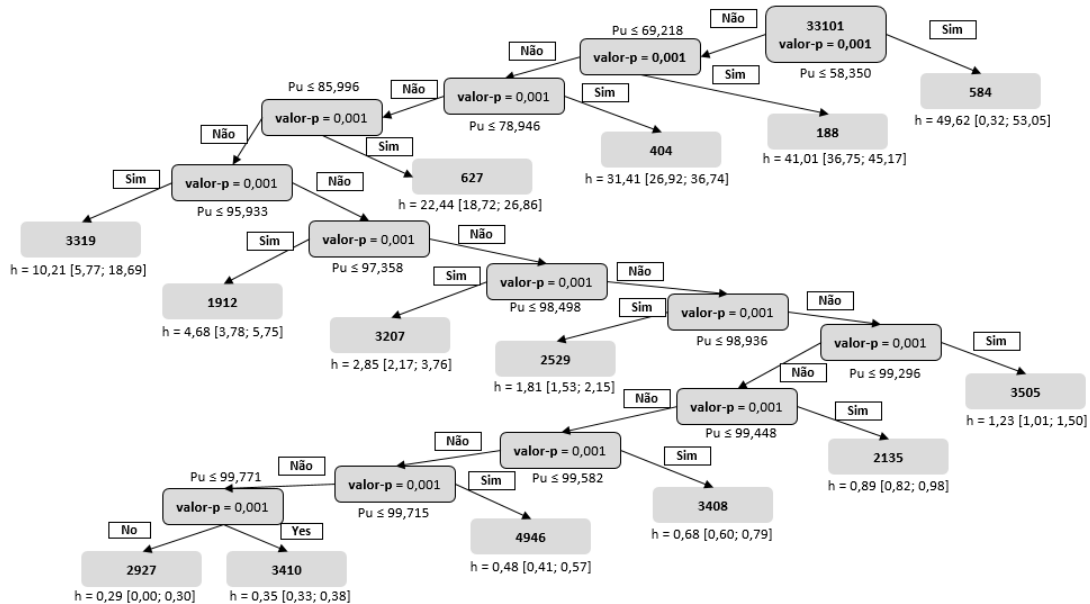 33101
valor-p = 0,001
Pu ≤ 58,350
Não
Sim
584
h = 49,62 [0,32; 53,05]
Pu ≤ 69,218
valor-p = 0,001
Não
Sim
188
h = 41,01 [36,75; 45,17]
valor-p = 0,001
Pu ≤ 78,946
Não
Sim
404
h = 31,41 [26,92; 36,74]
Pu ≤ 85,996
valor-p = 0,001
Não
Sim
627
h = 22,44 [18,72; 26,86]
valor-p = 0,001
Pu ≤ 95,933
Sim
Não
3319
h = 10,21 [5,77; 18,69]
valor-p = 0,001
Pu ≤ 97,358
Sim
Não
1912
h = 4,68 [3,78; 5,75]
valor-p = 0,001
Pu ≤ 98,498
Sim
Não
3207
h = 2,85 [2,17; 3,76]
valor-p = 0,001
Pu ≤ 98,936
Sim
Não
2529
h = 1,81 [1,53; 2,15]
valor-p = 0,001
Pu ≤ 99,296
Não
Sim
3505
h = 1,23 [1,01; 1,50]
valor-p = 0,001
Pu ≤ 99,448
Não
Sim
2135
h = 0,89 [0,82; 0,98]
valor-p = 0,001
Pu ≤ 99,582
Não
Sim
3408
h = 0,68 [0,60; 0,79]
valor-p = 0,001
Pu ≤ 99,715
Não
Sim
4946
h = 0,48 [0,41; 0,57]
Pu ≤ 99,771
valor-p = 0,001
No
Yes
2927
h = 0,29 [0,00; 0,30]
3410
h = 0,35 [0,33; 0,38]